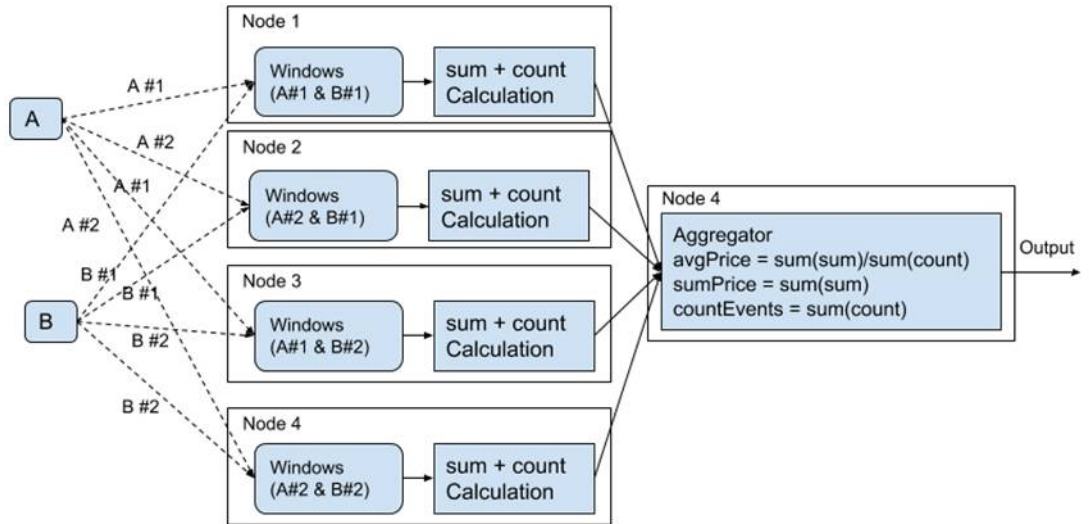 Node 1
Windows
(A#1 & B#1)
sum + count
Calculation
A #1
A
A #2
Node 2
Windows
(A#2 & B#1)
sum + count
Calculation
A #1
A #2
Node 4
Aggregator
avgPrice = sum(sum)/sum(count)
sumPrice = sum(sum)
countEvents = sum(count)
Output
B #1
B #1
Node 3
Windows
(A#1 & B#2)
sum + count
Calculation
B
B #2
B #2
Node 4
Windows
(A#2 & B#2)
sum + count
Calculation